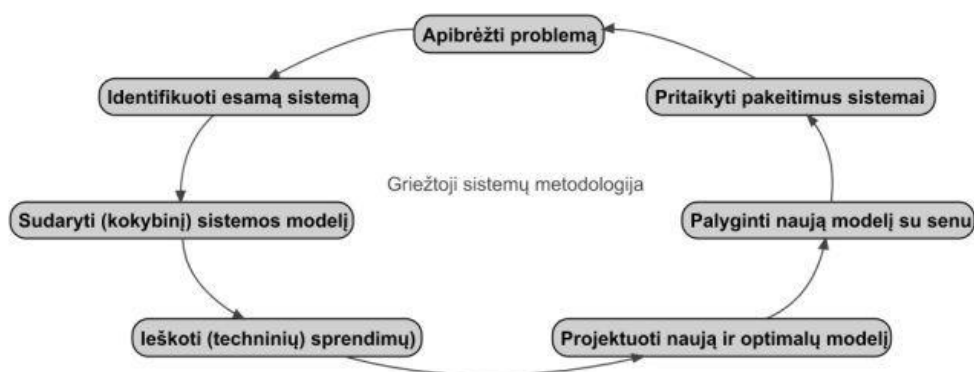 Apibrėžti problemą
Identifikuoti esamą sistemą
Pritaikyti pakeitimus sistemai
Griežtoji sistemų metodologija
Sudaryti (kokybinį) sistemos modelį
Palyginti naują modelį su senu
Ieškoti (techninių) sprendimų)
Projektuoti naują ir optimalų modelį